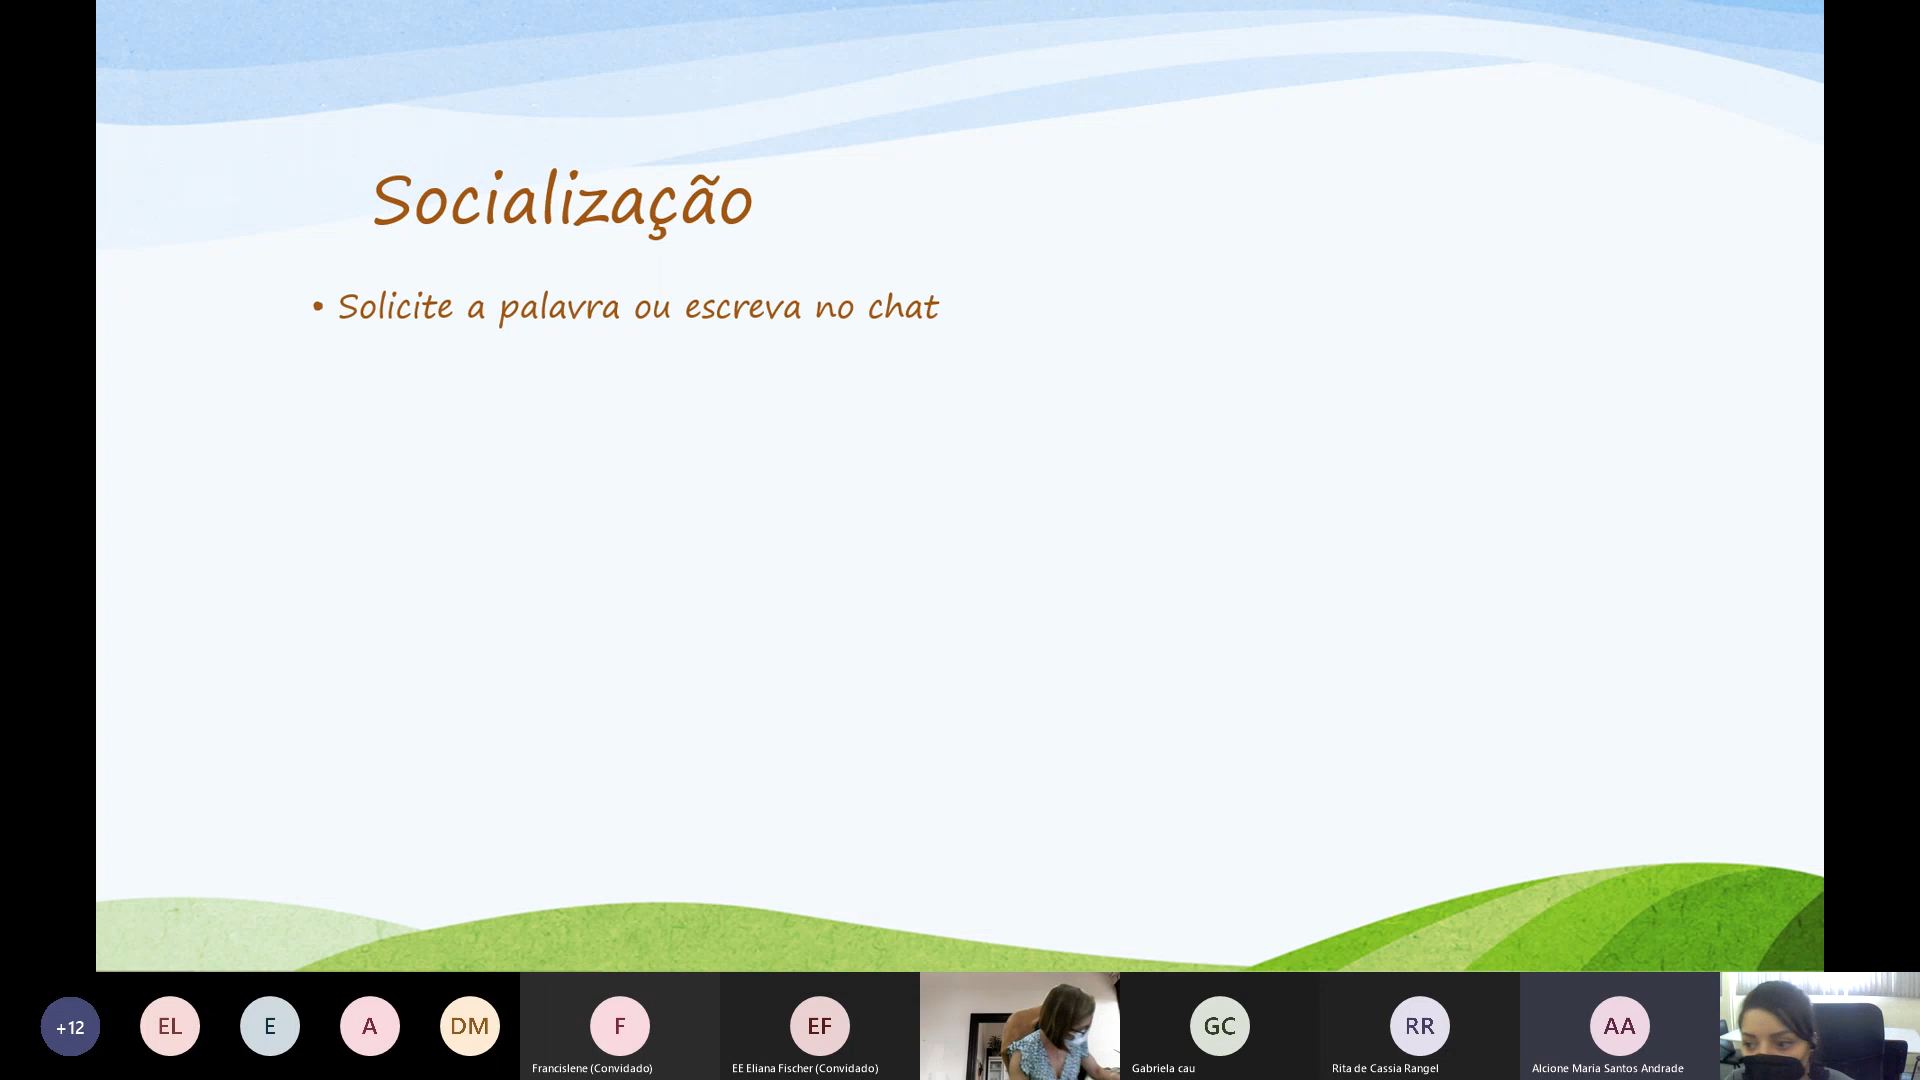 Socialização
• Solicite a palavra ou escreva no chat
+12
EL
E
A
DM
F
EF
GC
RR
AA
Francislene (Convidado)
EE Eliana Fischer (Convidado)
Gabriela cau
Rita de Cassia Rangel
Alcione Maria Santos Andrade